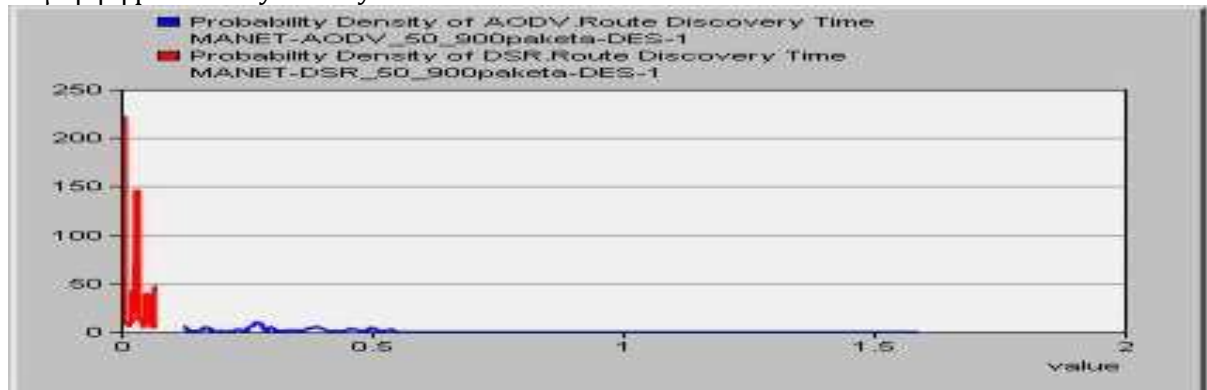 Probability Density of AODV.Route Discovery Time
MANET-AODV_50_900paketa-DES-1
Probability Density of DSR.Route Discovery Time
MANET-DSR_50_900paketa-DES-1
250
200
150
100
50
0
0 0.5 1 1.5 2
value